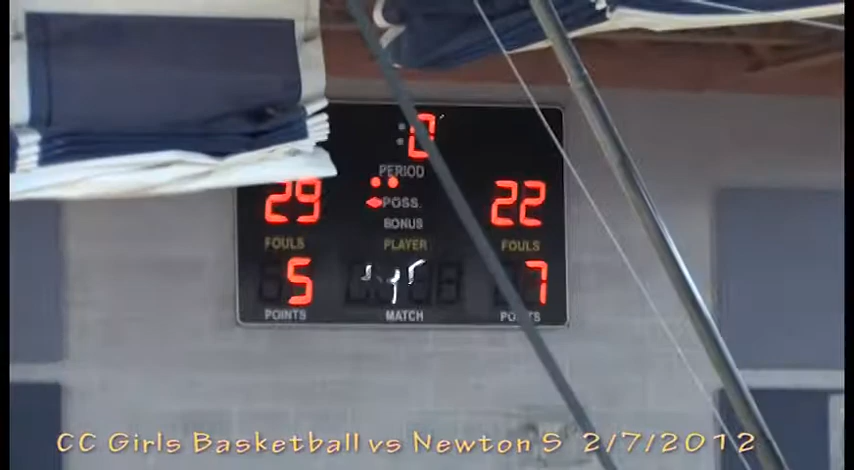 PERIOD
29 22
POSS.
BONUS
FOULS PLAYER FOULS
5 7
POINTS MATCH POINTS
CC Girls Basketball vs Newton S 2/7/2012